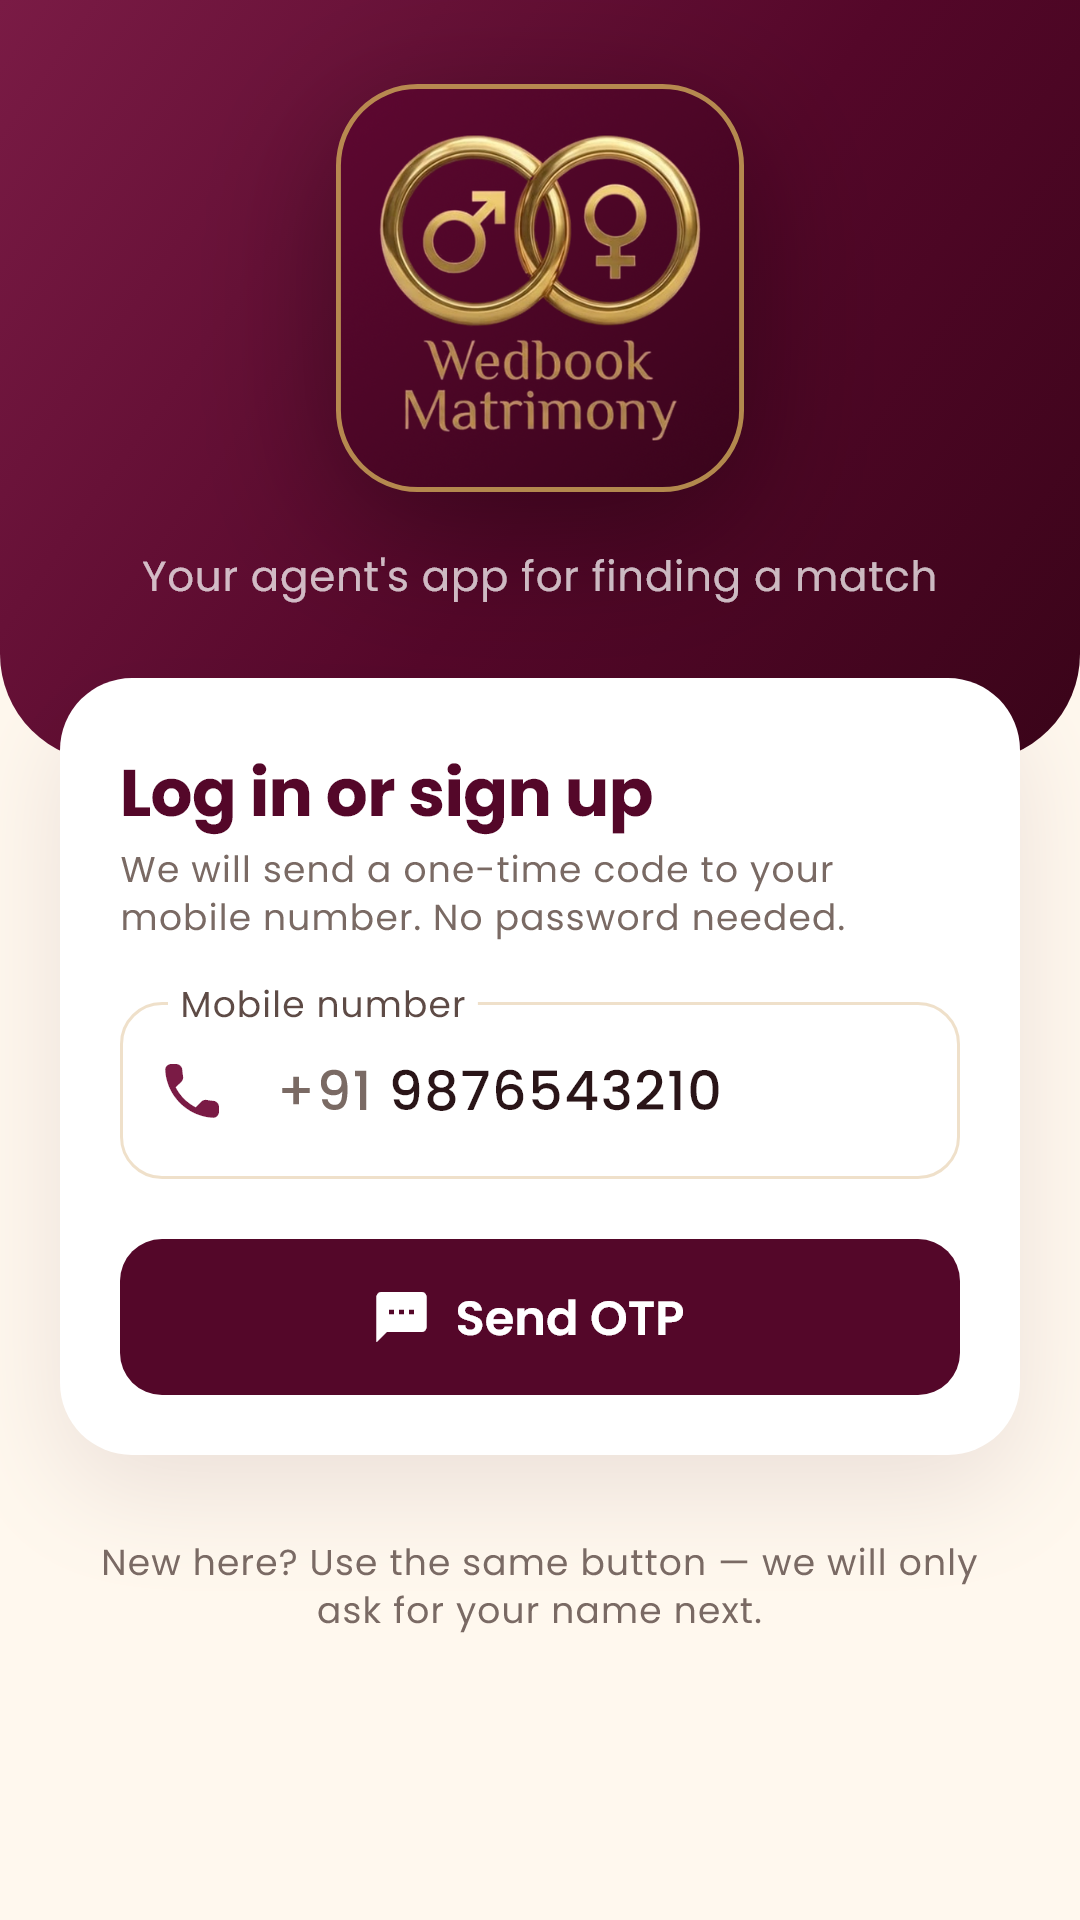 Wedbook
Matrimony
Your agent's app for finding a match
Log in or sign up
We will send a one-time code to your
mobile number. No password needed.
Mobile number
+91 9876543210
Send OTP
New here? Use the same button — we will only
ask for your name next.